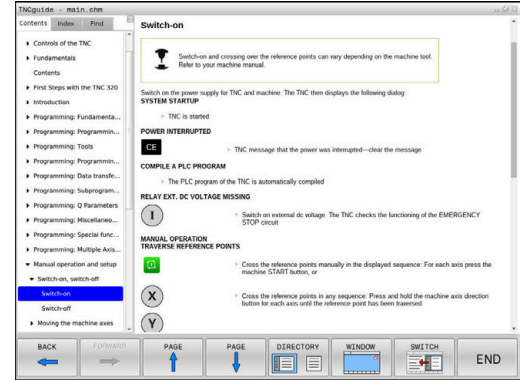 TNCguide - main.chm
Contents Index Find
Controls of the TNC
Fundamentals
Contents
First Steps with the TNC 320
Introduction
Programming: Fundamenta...
Programming: Programmin...
Programming: Tools
Programming: Programmin...
Programming: Data transfe...
Programming: Subprogram...
Programming: Q Parameters
Programming: Miscellaneo...
Programming: Special func...
Programming: Multiple Axis...
Manual operation and setup
Switch-on, switch-off
Switch-on
Switch-off
Moving the machine axes
Switch-on
Switch-on and crossing over the reference points can vary depending on the machine tool.
Refer to your machine manual.
Switch on the power supply for TNC and machine. The TNC then displays the following dialog:
SYSTEM STARTUP
TNC is started
POWER INTERRUPTED
CE
TNC message that the power was interrupted—clear the message
COMPILE A PLC PROGRAM
The PLC program of the TNC is automatically compiled
RELAY EXT. DC VOLTAGE MISSING
I
Switch on external dc voltage. The TNC checks the functioning of the EMERGENCY
STOP circuit
MANUAL OPERATION
TRAVERSE REFERENCE POINTS
Cross the reference points manually in the displayed sequence: For each axis press the
machine START button, or
X
Cross the reference points in any sequence: Press and hold the machine axis direction
button for each axis until the reference point has been traversed
Y
BACK
FORWARD
PAGE
PAGE
DIRECTORY
WINDOW
SWITCH
END